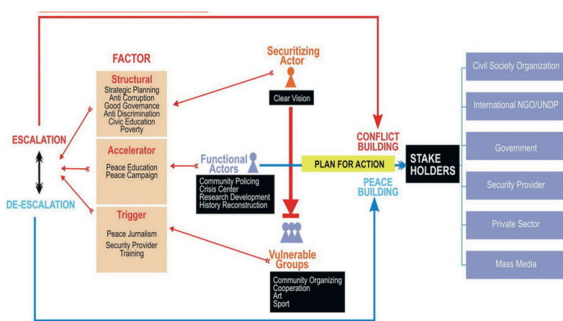 FACTOR
Structural
Strategic Planning
Anti Corruption
Good Governance
Anti Discrimination
Civic Education
Poverty
Accelerator
Peace Education
Peace Campaign
Trigger
Peace Jurnalism
Security Provider
Training
ESCALATION
DE-ESCALATION
Securitizing
Actor
Clear Vision
Functional
Actors
Community Policing
Crisis Center
Research Development
History Reconstruction
Vulnerable
Groups
Community Organizing
Cooperation
Art
Sport
CONFLICT
BUILDING
PLAN FOR ACTION
PEACE
BUILDING
STAKE
HOLDERS
Civil Society Organization
International NGO/UNDP
Government
Security Provider
Private Sector
Mass Media